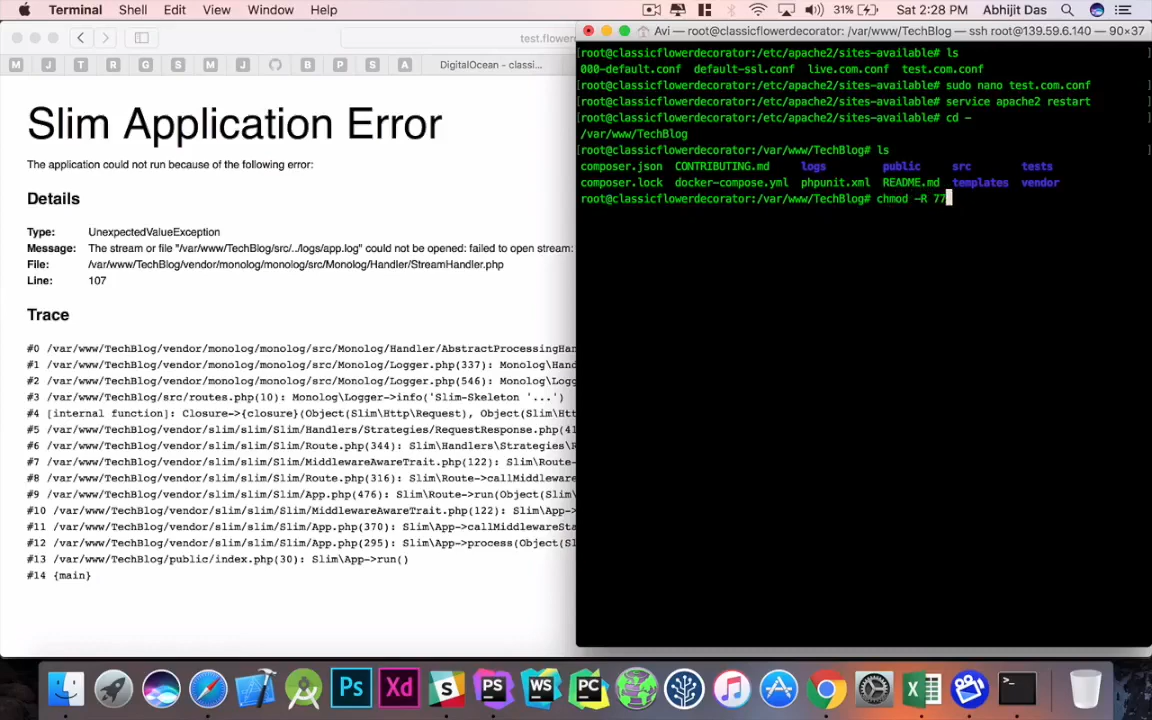 Terminal Shell Edit View Window Help 31% Sat 2:28 PM Abhijit Das
test.flower
M J T R G S M J B P S A DigitalOcean – classi...
Slim Application Error
The application could not run because of the following error:
Details
Type: UnexpectedValueException
Message: The stream or file "/var/www/TechBlog/src/../logs/app.log" could not be opened: failed to open stream:
File: /var/www/TechBlog/vendor/monolog/monolog/src/Monolog/Handler/StreamHandler.php
Line: 107
Trace
#0 /var/www/TechBlog/vendor/monolog/monolog/src/Monolog/Handler/AbstractProcessingHan
#1 /var/www/TechBlog/vendor/monolog/monolog/src/Monolog/Logger.php(337): Monolog\Hand
#2 /var/www/TechBlog/vendor/monolog/monolog/src/Monolog/Logger.php(546): Monolog\Logg
#3 /var/www/TechBlog/src/routes.php(10): Monolog\Logger->info('Slim-Skeleton '...')
#4 [internal function]: Closure->{closure}(Object(Slim\Http\Request), Object(Slim\Htt
#5 /var/www/TechBlog/vendor/slim/slim/Slim/Handlers/Strategies/RequestResponse.php(41
#6 /var/www/TechBlog/vendor/slim/slim/Slim/Route.php(344): Slim\Handlers\Strategies\R
#7 /var/www/TechBlog/vendor/slim/slim/Slim/MiddlewareAwareTrait.php(122): Slim\Route-
#8 /var/www/TechBlog/vendor/slim/slim/Slim/Route.php(316): Slim\Route->callMiddleware
#9 /var/www/TechBlog/vendor/slim/slim/Slim/App.php(476): Slim\Route->run(Object(Slim\
#10 /var/www/TechBlog/vendor/slim/slim/Slim/MiddlewareAwareTrait.php(122): Slim\App->
#11 /var/www/TechBlog/vendor/slim/slim/Slim/App.php(370): Slim\App->callMiddlewareSta
#12 /var/www/TechBlog/vendor/slim/slim/Slim/App.php(295): Slim\App->process(Object(Sl
#13 /var/www/TechBlog/public/index.php(30): Slim\App->run()
#14 {main}
Avi — root@classicflowerdecorator: /var/www/TechBlog — ssh root@139.59.6.140 — 90×37
[root@classicflowerdecorator:/etc/apache2/sites-available# ls ]
000-default.conf default-ssl.conf live.com.conf test.com.conf
[root@classicflowerdecorator:/etc/apache2/sites-available# sudo nano test.com.conf ]
[root@classicflowerdecorator:/etc/apache2/sites-available# service apache2 restart ]
[root@classicflowerdecorator:/etc/apache2/sites-available# cd - ]
/var/www/TechBlog
[root@classicflowerdecorator:/var/www/TechBlog# ls ]
composer.json CONTRIBUTING.md logs public src tests
composer.lock docker-compose.yml phpunit.xml README.md templates vendor
root@classicflowerdecorator:/var/www/TechBlog# chmod -R 77
Ps Xd S PS WS PC